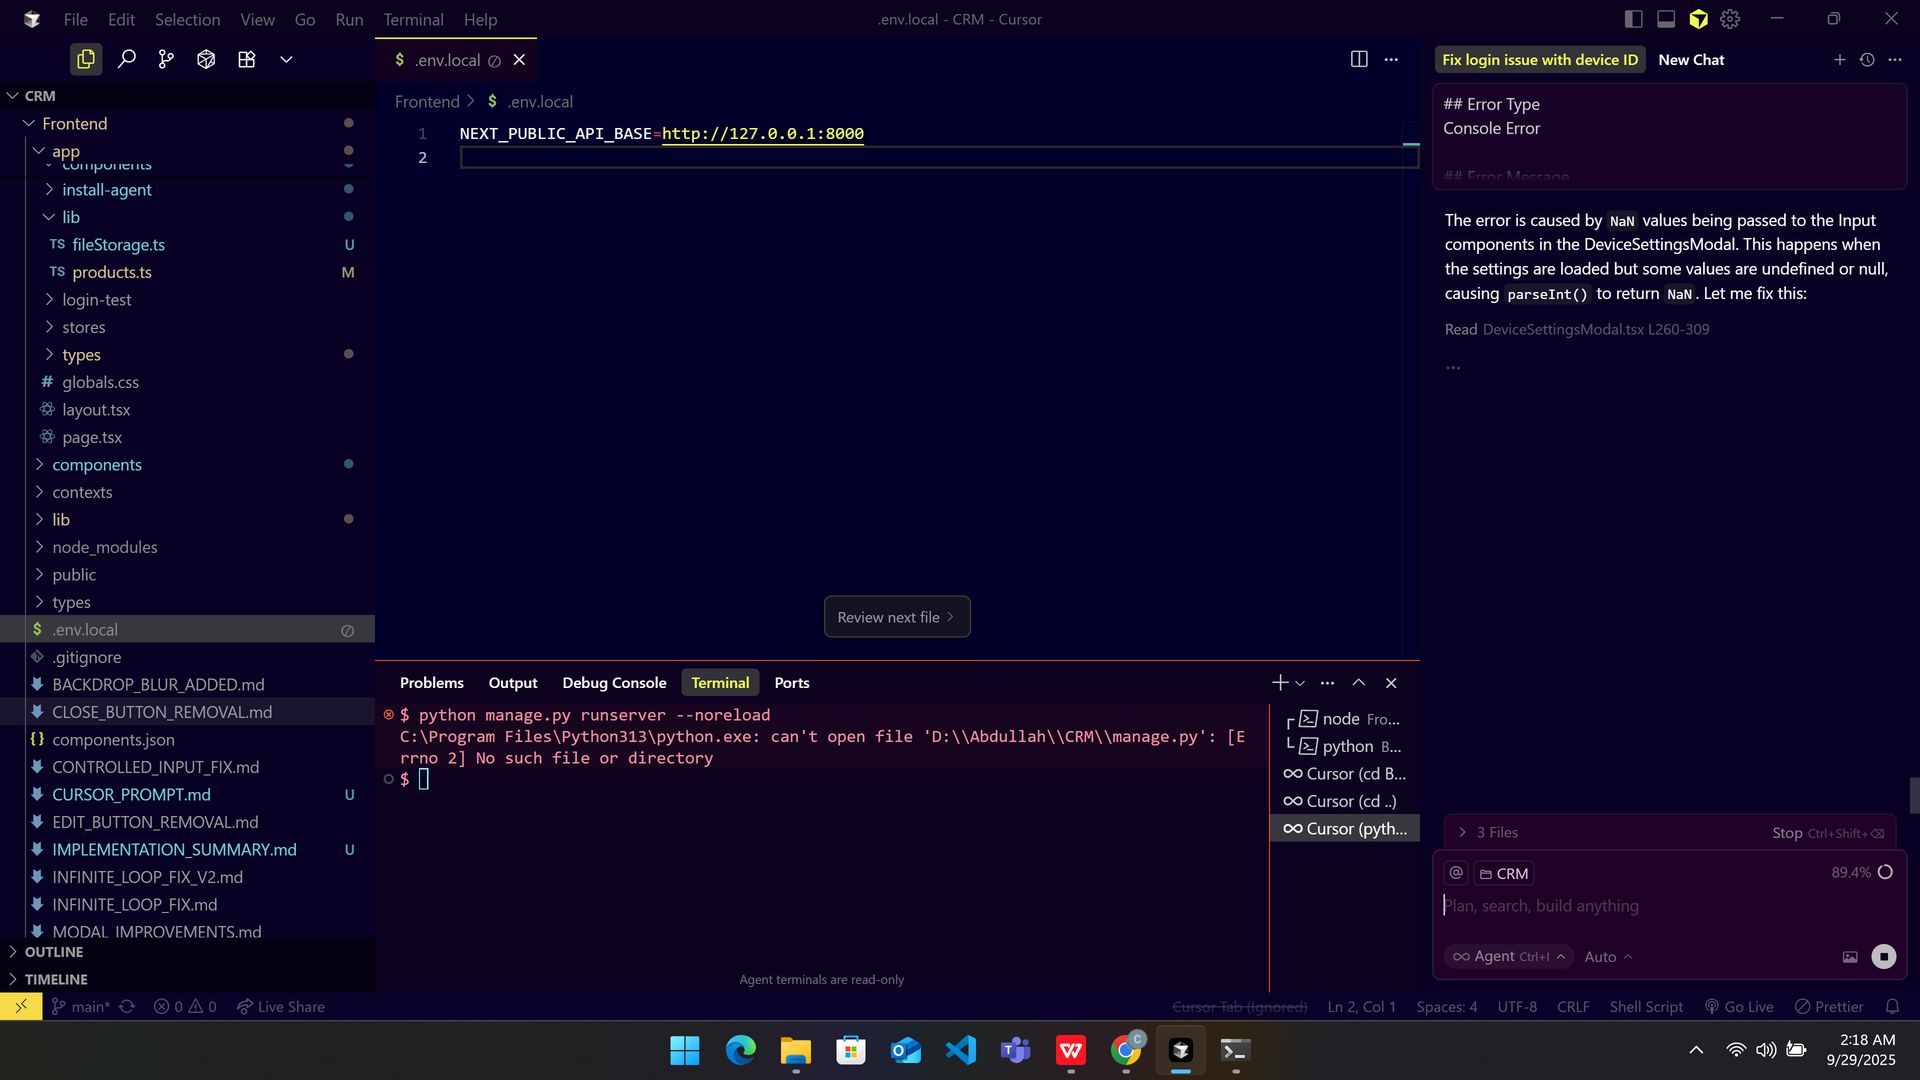 File Edit Selection View Go Run Terminal Help
.env.local - CRM - Cursor
CRM
Frontend
app
components
install-agent
lib
TS fileStorage.ts U
TS products.ts M
login-test
stores
types
# globals.css
layout.tsx
page.tsx
components
contexts
lib
node_modules
public
types
$ .env.local
.gitignore
BACKDROP_BLUR_ADDED.md
CLOSE_BUTTON_REMOVAL.md
{} components.json
CONTROLLED_INPUT_FIX.md
CURSOR_PROMPT.md U
EDIT_BUTTON_REMOVAL.md
IMPLEMENTATION_SUMMARY.md U
INFINITE_LOOP_FIX_V2.md
INFINITE_LOOP_FIX.md
MODAL_IMPROVEMENTS.md
OUTLINE
TIMELINE
$ .env.local
Frontend > $ .env.local
1 NEXT_PUBLIC_API_BASE=http://127.0.0.1:8000
2
Review next file >
Problems Output Debug Console Terminal Ports
$ python manage.py runserver --noreload
C:\Program Files\Python313\python.exe: can't open file 'D:\\Abdullah\\CRM\\manage.py': [E
rrno 2] No such file or directory
$
Agent terminals are read-only
node Fro...
python B...
Cursor (cd B...
Cursor (cd ..)
Cursor (pyth...
Fix login issue with device ID New Chat
## Error Type
Console Error
## Error Message
The error is caused by NaN values being passed to the Input
components in the DeviceSettingsModal. This happens when
the settings are loaded but some values are undefined or null,
causing parseInt() to return NaN. Let me fix this:
Read DeviceSettingsModal.tsx L260-309
...
3 Files Stop Ctrl+Shift+⌫
@ CRM 89.4%
Plan, search, build anything
Agent Ctrl+I Auto
main* 0 0 Live Share
Cursor Tab (Ignored) Ln 2, Col 1 Spaces: 4 UTF-8 CRLF Shell Script Go Live Prettier
2:18 AM
9/29/2025